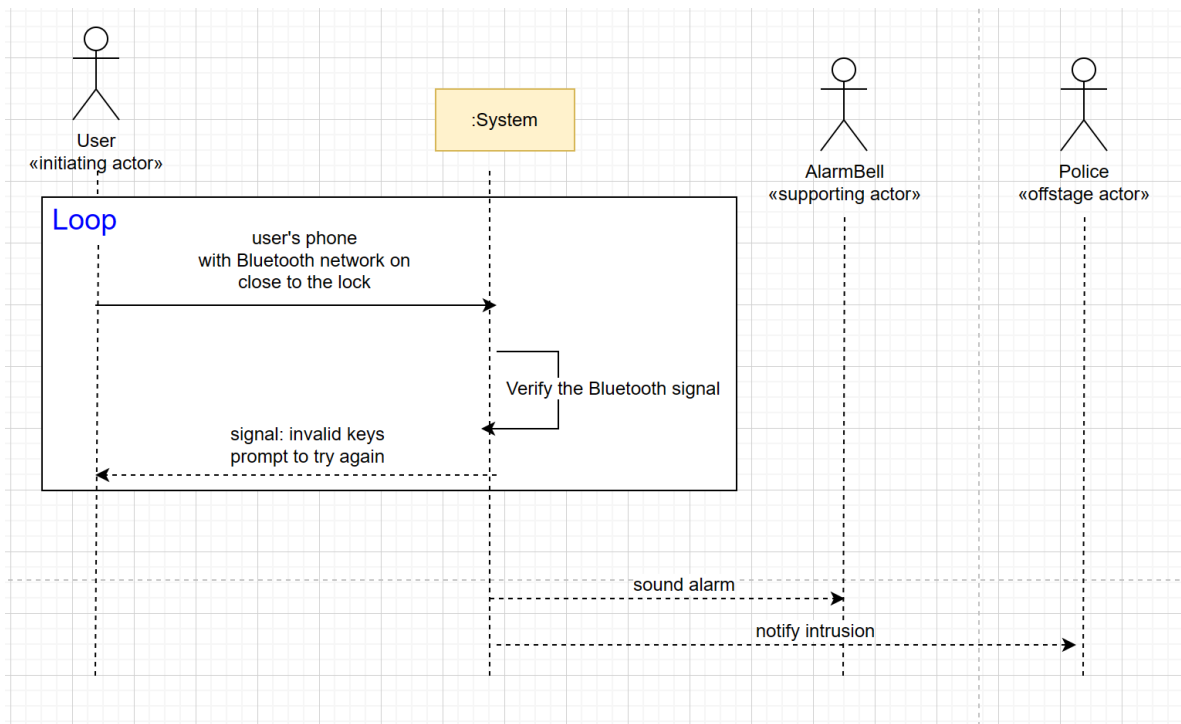 User
«initiating actor»
:System
AlarmBell
«supporting actor»
Police
«offstage actor»
Loop
user's phone
with Bluetooth network on
close to the lock
Verify the Bluetooth signal
signal: invalid keys
prompt to try again
sound alarm
notify intrusion